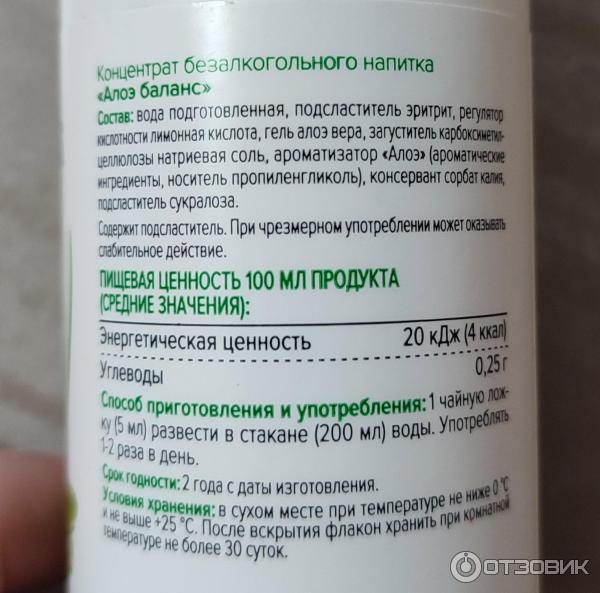 Концентрат безалкогольного напитка
«Алоэ баланс»
Состав: вода подготовленная, подсластитель эритрит, регулятор
кислотности лимонная кислота, гель алоэ вера, загуститель карбоксиметил-
целлюлозы натриевая соль, ароматизатор «Алоэ» (ароматические
ингредиенты, носитель пропиленгликоль), консервант сорбат калия,
подсластитель сукралоза.
Содержит подсластитель. При чрезмерном употреблении может оказывать
слабительное действие.
ПИЩЕВАЯ ЦЕННОСТЬ 100 МЛ ПРОДУКТА
(СРЕДНИЕ ЗНАЧЕНИЯ):
Энергетическая ценность 20 кДж (4 ккал)
Углеводы 0,25 г
Способ приготовления и употребления: 1 чайную лож-
ку (5 мл) развести в стакане (200 мл) воды. Употреблять
1-2 раза в день.
Срок годности: 2 года с даты изготовления.
Условия хранения: в сухом месте при температуре не ниже 0 °С
и не выше +25 °С. После вскрытия флакон хранить при комнатной
температуре не более 30 суток.
ОТЗОВИК